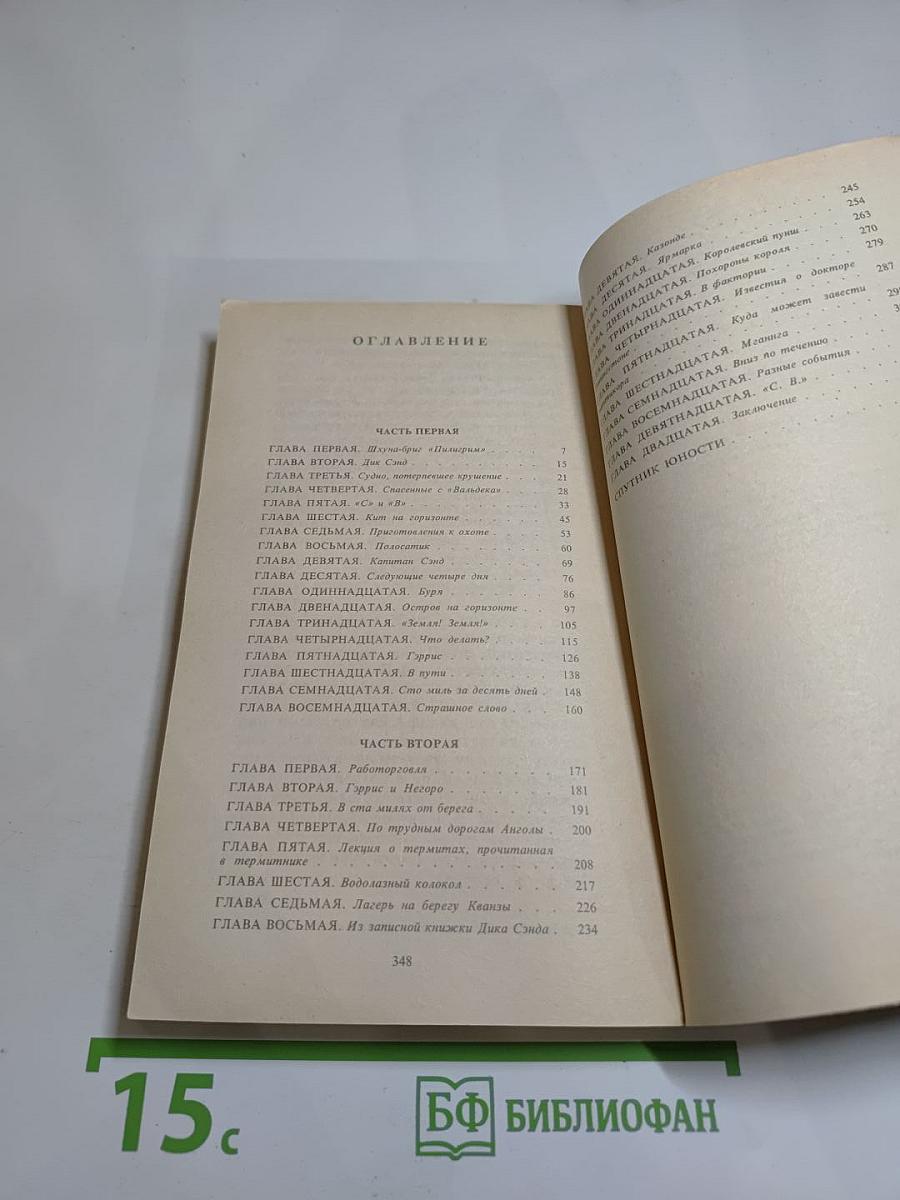 ОГЛАВЛЕНИЕ
ЧАСТЬ ПЕРВАЯ
ГЛАВА ПЕРВАЯ. Шхуна-бриг «Пилигрим» . . . . . 7
ГЛАВА ВТОРАЯ. Дик Сэнд . . . . . . . . . . 15
ГЛАВА ТРЕТЬЯ. Судно, потерпевшее крушение . . . 21
ГЛАВА ЧЕТВЕРТАЯ. Спасенные с «Вальдека» . . . . 28
ГЛАВА ПЯТАЯ. «С» и «В» . . . . . . . . . . 33
ГЛАВА ШЕСТАЯ. Кит на горизонте . . . . . . 45
ГЛАВА СЕДЬМАЯ. Приготовления к охоте . . . . 53
ГЛАВА ВОСЬМАЯ. Полосатик . . . . . . . . 60
ГЛАВА ДЕВЯТАЯ. Капитан Сэнд . . . . . . . 69
ГЛАВА ДЕСЯТАЯ. Следующие четыре дня . . . . 76
ГЛАВА ОДИННАДЦАТАЯ. Буря . . . . . . . 86
ГЛАВА ДВЕНАДЦАТАЯ. Остров на горизонте . . 97
ГЛАВА ТРИНАДЦАТАЯ. «Земля! Земля!» . . . . 105
ГЛАВА ЧЕТЫРНАДЦАТАЯ. Что делать? . . . . 115
ГЛАВА ПЯТНАДЦАТАЯ. Гэррис . . . . . . 126
ГЛАВА ШЕСТНАДЦАТАЯ. В пути . . . . . . 138
ГЛАВА СЕМНАДЦАТАЯ. Сто миль за десять дней . 148
ГЛАВА ВОСЕМНАДЦАТАЯ. Страшное слово . . . 160
ЧАСТЬ ВТОРАЯ
ГЛАВА ПЕРВАЯ. Работорговля . . . . . . . 171
ГЛАВА ВТОРАЯ. Гэррис и Негоро . . . . . . 181
ГЛАВА ТРЕТЬЯ. В ста милях от берега . . . . . 191
ГЛАВА ЧЕТВЕРТАЯ. По трудным дорогам Анголы . 200
ГЛАВА ПЯТАЯ. Лекция о термитах, прочитанная
в термитнике . . . . . . . . . . . . . 208
ГЛАВА ШЕСТАЯ. Водолазный колокол . . . . . 217
ГЛАВА СЕДЬМАЯ. Лагерь на берегу Кванзы . . . 226
ГЛАВА ВОСЬМАЯ. Из записной книжки Дика Сэнда . 234
348
ДЕВЯТАЯ. Казонде . . . . . . . . 245
ДЕСЯТАЯ. Ярмарка . . . . . . . . 254
ОДИННАДЦАТАЯ. Королевский пунш . . . 263
ДВЕНАДЦАТАЯ. Похороны короля . . . 270
ТРИНАДЦАТАЯ. В фактории . . . . . 279
ЧЕТЫРНАДЦАТАЯ. Известия о докторе
. . . . . . . . . . 287
ПЯТНАДЦАТАЯ. Куда может завести
. . . . . . . . . .
ШЕСТНАДЦАТАЯ. Меганнга . . . . .
ГЛАВА СЕМНАДЦАТАЯ. Вниз по течению . . .
ГЛАВА ВОСЕМНАДЦАТАЯ. Разные события . . .
ГЛАВА ДЕВЯТНАДЦАТАЯ. «С. В.» . . . . .
ГЛАВА ДВАДЦАТАЯ. Заключение . . . . .
СПУТНИК ЮНОСТИ . . . . . . . .
15 с
БФ БИБЛИОФАН